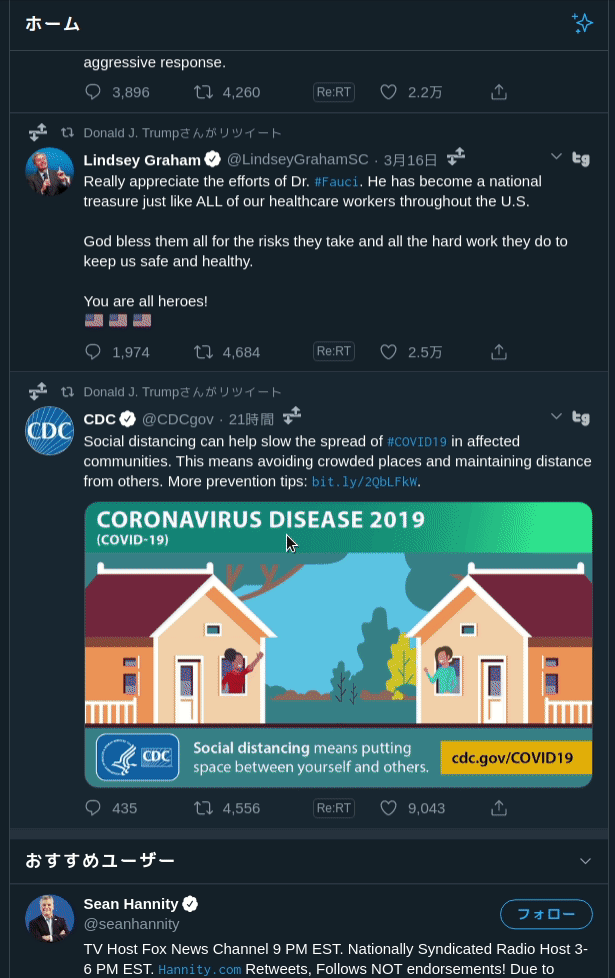 ホーム
aggressive response.
3,896 4,260 Re:RT 2.2万
Donald J. Trumpさんがリツイート
Lindsey Graham @LindseyGrahamSC · 3月16日 tg
Really appreciate the efforts of Dr. #Fauci. He has become a national
treasure just like ALL of our healthcare workers throughout the U.S.
God bless them all for the risks they take and all the hard work they do to
keep us safe and healthy.
You are all heroes!
1,974 4,684 Re:RT 2.5万
Donald J. Trumpさんがリツイート
CDC
CDC @CDCgov · 21時間 tg
Social distancing can help slow the spread of #COVID19 in affected
communities. This means avoiding crowded places and maintaining distance
from others. More prevention tips: bit.ly/2QbLFkW.
CORONAVIRUS DISEASE 2019
(COVID-19)
CDC
Social distancing means putting
space between yourself and others.
cdc.gov/COVID19
435 4,556 Re:RT 9,043
おすすめユーザー
Sean Hannity
@seanhannity
フォロー
TV Host Fox News Channel 9 PM EST. Nationally Syndicated Radio Host 3-
6 PM EST. Hannity.com Retweets, Follows NOT endorsements! Due to